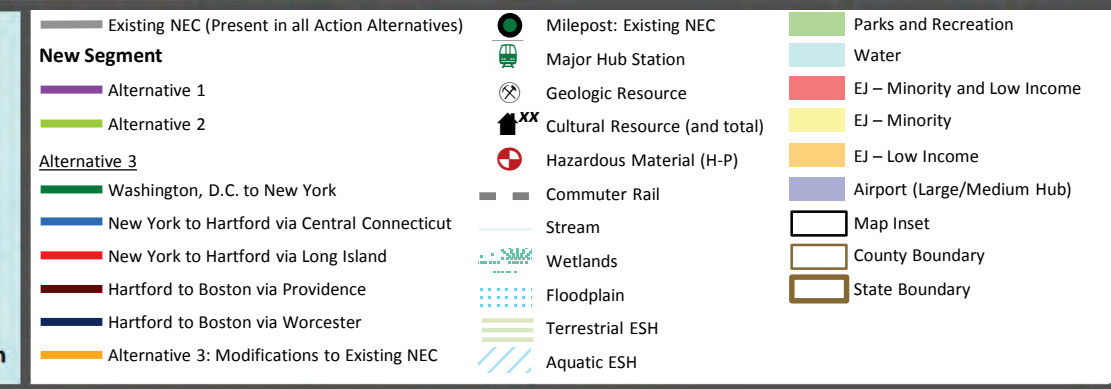 Existing NEC (Present in all Action Alternatives)
New Segment
Alternative 1
Alternative 2
Alternative 3
Washington, D.C. to New York
New York to Hartford via Central Connecticut
New York to Hartford via Long Island
Hartford to Boston via Providence
Hartford to Boston via Worcester
Alternative 3: Modifications to Existing NEC
Milepost: Existing NEC
Major Hub Station
Geologic Resource
xx Cultural Resource (and total)
Hazardous Material (H-P)
Commuter Rail
Stream
Wetlands
Floodplain
Terrestrial ESH
Aquatic ESH
Parks and Recreation
Water
EJ – Minority and Low Income
EJ – Minority
EJ – Low Income
Airport (Large/Medium Hub)
Map Inset
County Boundary
State Boundary